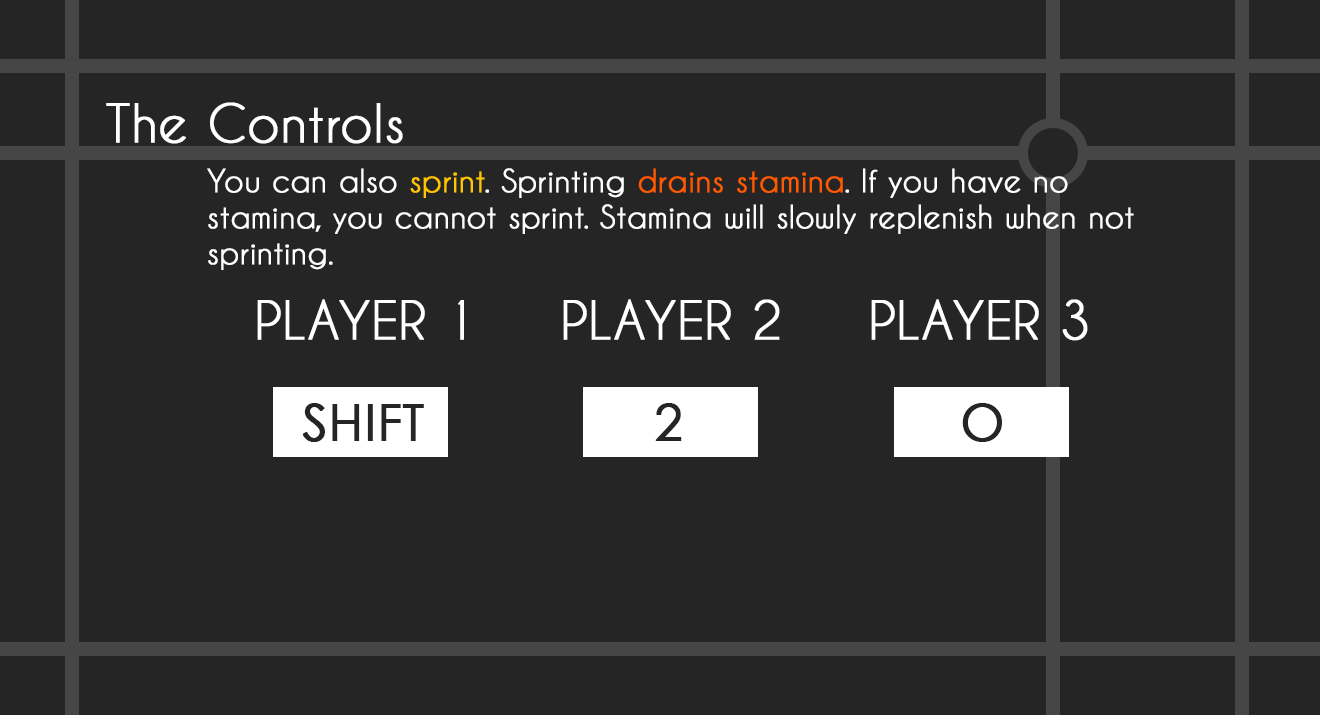 The Controls
You can also sprint. Sprinting drains stamina. If you have no
stamina, you cannot sprint. Stamina will slowly replenish when not
sprinting.
PLAYER 1 PLAYER 2 PLAYER 3
SHIFT 2 O